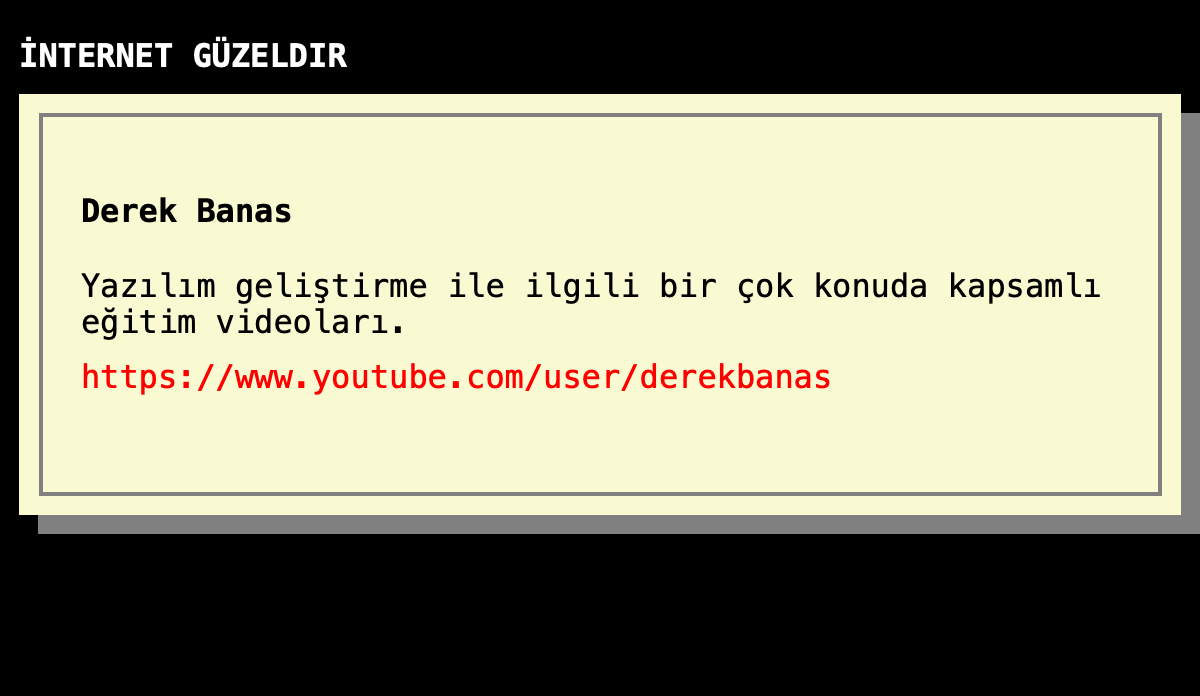 İNTERNET GÜZELDIR
Derek Banas
Yazılım geliştirme ile ilgili bir çok konuda kapsamlı
eğitim videoları.
https://www.youtube.com/user/derekbanas